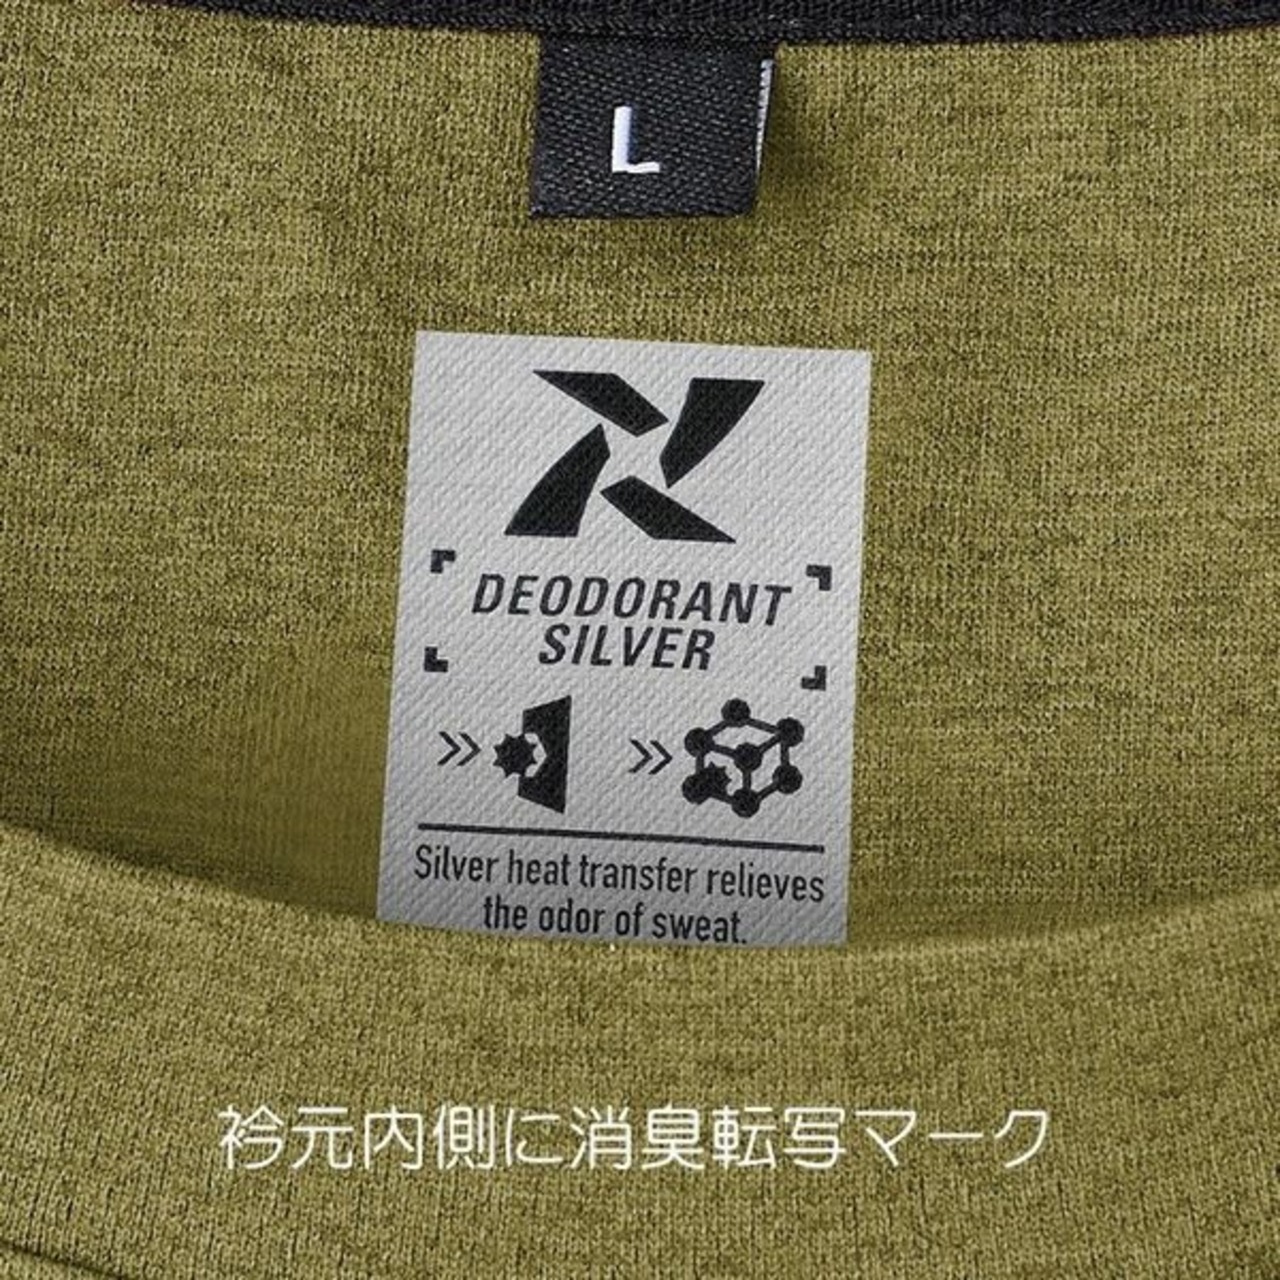 L
DEODORANT
SILVER
Silver heat transfer relieves
the odor of sweat.
衿元内側に消臭転写マーク